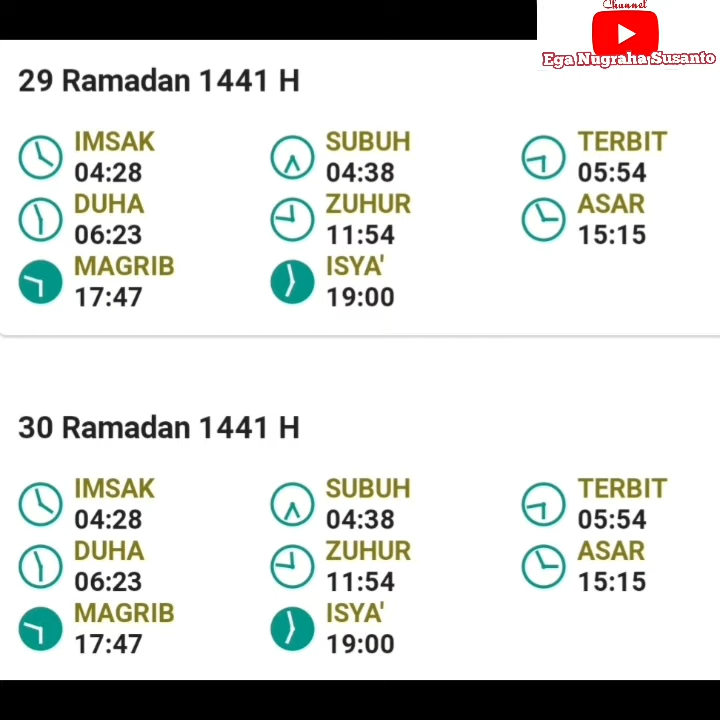 Channel
Ega Nugraha Susanto
29 Ramadan 1441 H
IMSAK SUBUH TERBIT
04:28 04:38 05:54
DUHA ZUHUR ASAR
06:23 11:54 15:15
MAGRIB ISYA'
17:47 19:00
30 Ramadan 1441 H
IMSAK SUBUH TERBIT
04:28 04:38 05:54
DUHA ZUHUR ASAR
06:23 11:54 15:15
MAGRIB ISYA'
17:47 19:00